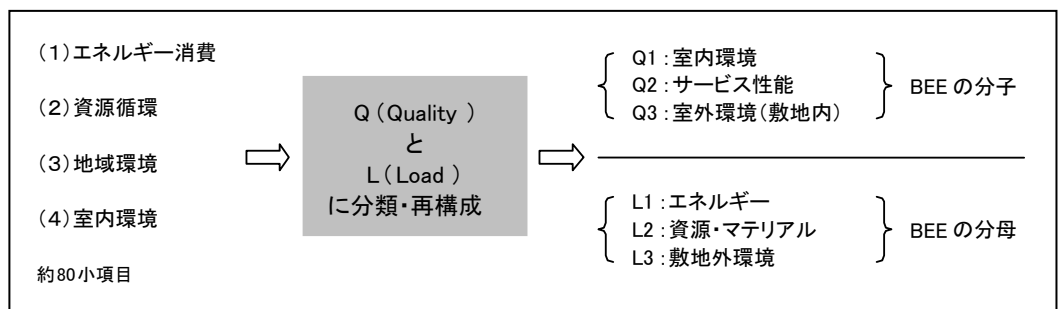 (1)エネルギー消費
(2)資源循環
(3)地域環境
(4)室内環境
約80小項目
Q(Quality )
と
L(Load )
に分類・再構成
Q1:室内環境
Q2:サービス性能
Q3:室外環境(敷地内)
BEE の分子
L1:エネルギー
L2:資源・マテリアル
L3:敷地外環境
BEE の分母